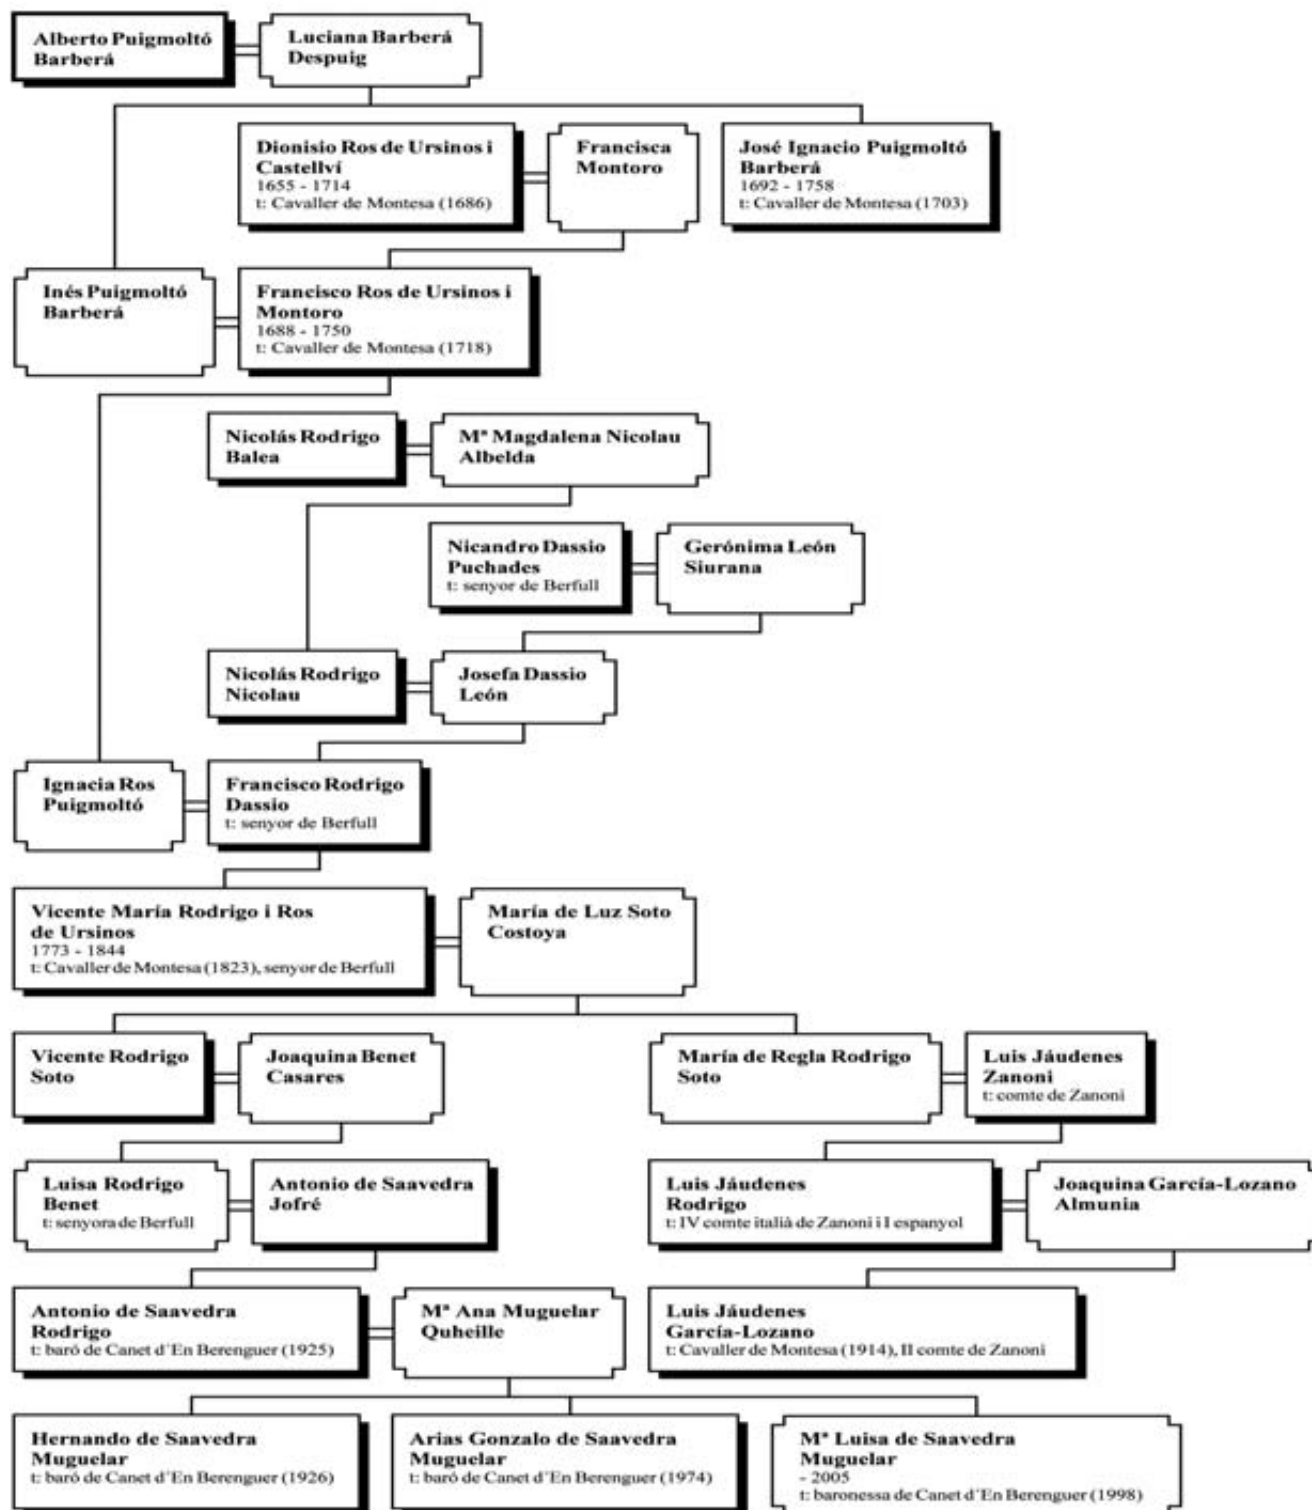 Alberto Puigmoltó
Barberá
Luciana Barberá
Despuig
Dionisio Ros de Ursinos i
Castellví
1655 - 1714
t: Cavaller de Montesa (1686)
Francisca
Montoro
José Ignacio Puigmoltó
Barberá
1692 - 1758
t: Cavaller de Montesa (1703)
Inés Puigmoltó
Barberá
Francisco Ros de Ursinos i
Montoro
1688 - 1750
t: Cavaller de Montesa (1718)
Nicolás Rodrigo
Balea
Mª Magdalena Nicolau
Albelda
Nicandro Dassio
Puchades
t: senyor de Berfull
Gerónima León
Siurana
Nicolás Rodrigo
Nicolau
Josefa Dassio
León
Ignacia Ros
Puigmoltó
Francisco Rodrigo
Dassio
t: senyor de Berfull
Vicente María Rodrigo i Ros
de Ursinos
1773 - 1844
t: Cavaller de Montesa (1823), senyor de Berfull
María de Luz Soto
Costoya
Vicente Rodrigo
Soto
Joaquina Benet
Casares
María de Regla Rodrigo
Soto
Luis Jáudenes
Zanoni
t: comte de Zanoni
Luisa Rodrigo
Benet
t: senyora de Berfull
Antonio de Saavedra
Jofré
Luis Jáudenes
Rodrigo
t: IV comte italià de Zanoni i I espanyol
Joaquina García-Lozano
Almunia
Antonio de Saavedra
Rodrigo
t: baró de Canet d´En Berenguer (1925)
Mª Ana Muguelar
Quheille
Luis Jáudenes
García-Lozano
t: Cavaller de Montesa (1914), II comte de Zanoni
Hernando de Saavedra
Muguelar
t: baró de Canet d´En Berenguer (1926)
Arias Gonzalo de Saavedra
Muguelar
t: baró de Canet d´En Berenguer (1974)
Mª Luisa de Saavedra
Muguelar
- 2005
t: baronessa de Canet d´En Berenguer (1998)